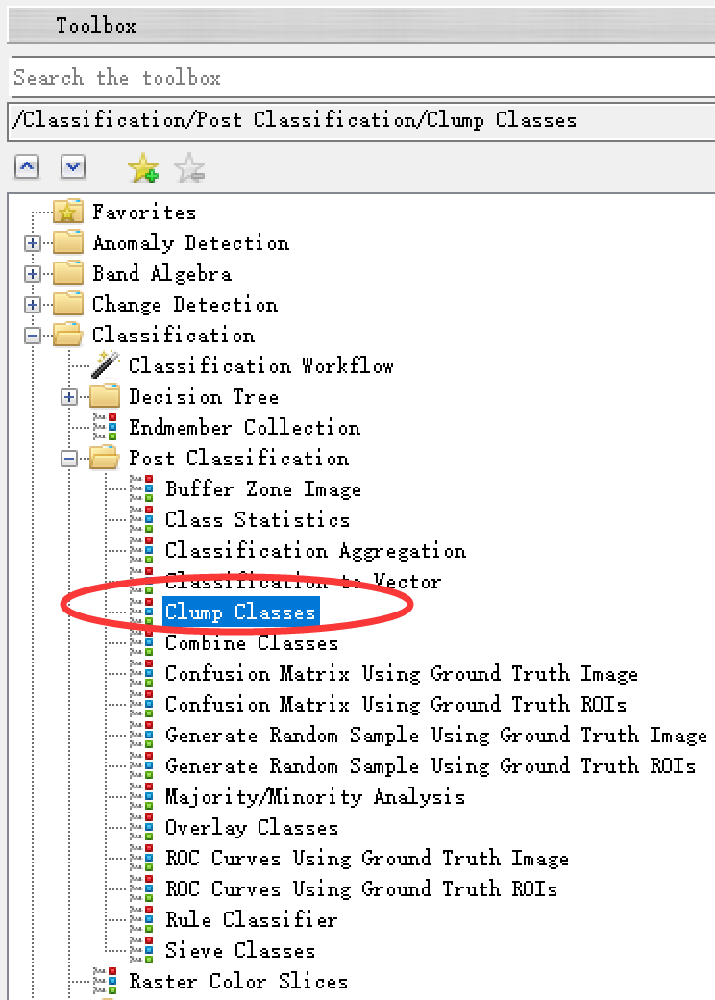 Toolbox
Search the toolbox
/Classification/Post Classification/Clump Classes
Favorites
Anomaly Detection
Band Algebra
Change Detection
Classification
Classification Workflow
Decision Tree
Endmember Collection
Post Classification
Buffer Zone Image
Class Statistics
Classification Aggregation
Classification to Vector
Clump Classes
Combine Classes
Confusion Matrix Using Ground Truth Image
Confusion Matrix Using Ground Truth ROIs
Generate Random Sample Using Ground Truth Image
Generate Random Sample Using Ground Truth ROIs
Majority/Minority Analysis
Overlay Classes
ROC Curves Using Ground Truth Image
ROC Curves Using Ground Truth ROIs
Rule Classifier
Sieve Classes
Raster Color Slices